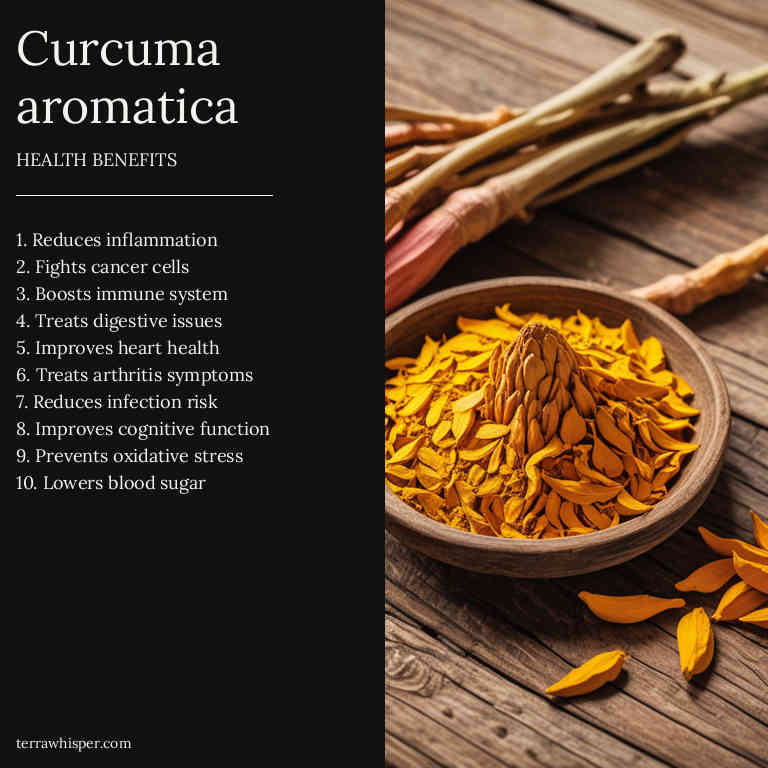 Curcuma
aromatica
HEALTH BENEFITS
1. Reduces inflammation
2. Fights cancer cells
3. Boosts immune system
4. Treats digestive issues
5. Improves heart health
6. Treats arthritis symptoms
7. Reduces infection risk
8. Improves cognitive function
9. Prevents oxidative stress
10. Lowers blood sugar
terrawhisper.com